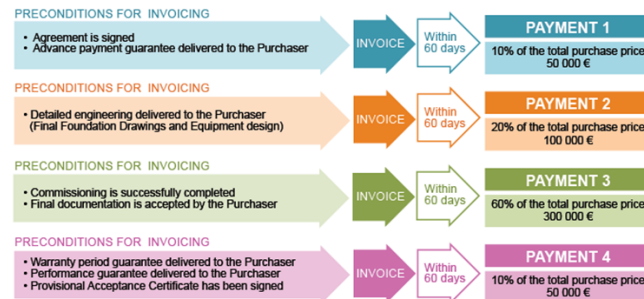 PRECONDITIONS FOR INVOICING
• Agreement is signed
• Advance payment guarantee delivered to the Purchaser
INVOICE
Within
60 days
PAYMENT 1
10% of the total purchase price
50 000 €
PRECONDITIONS FOR INVOICING
• Detailed engineering delivered to the Purchaser
(Final Foundation Drawings and Equipment design)
INVOICE
Within
60 days
PAYMENT 2
20% of the total purchase price
100 000 €
PRECONDITIONS FOR INVOICING
• Commissioning is successfully completed
• Final documentation is accepted by the Purchaser
INVOICE
Within
60 days
PAYMENT 3
60% of the total purchase price
300 000 €
PRECONDITIONS FOR INVOICING
• Warranty period guarantee delivered to the Purchaser
• Performance guarantee delivered to the Purchaser
• Provisional Acceptance Certificate has been signed
INVOICE
Within
60 days
PAYMENT 4
10% of the total purchase price
50 000 €